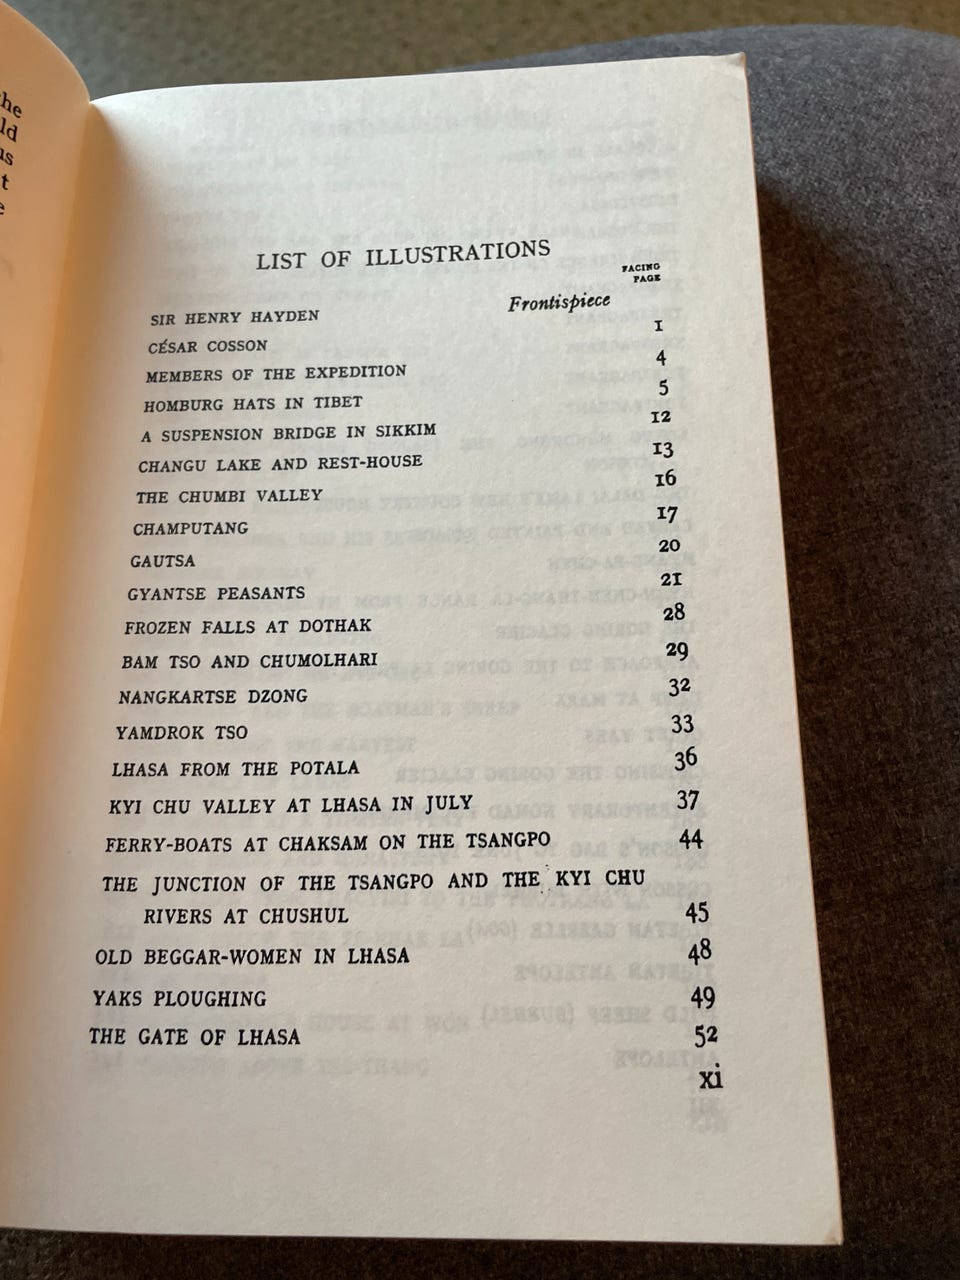 he
ld
us
t
e
LIST OF ILLUSTRATIONS
FACING
PAGE
SIR HENRY HAYDEN Frontispiece
CÉSAR COSSON 1
MEMBERS OF THE EXPEDITION 4
HOMBURG HATS IN TIBET 5
A SUSPENSION BRIDGE IN SIKKIM 12
CHANGU LAKE AND REST-HOUSE 13
THE CHUMBI VALLEY 16
CHAMPUTANG 17
GAUTSA 20
GYANTSE PEASANTS 21
FROZEN FALLS AT DOTHAK 28
BAM TSO AND CHUMOLHARI 29
NANGKARTSE DZONG 32
YAMDROK TSO 33
LHASA FROM THE POTALA 36
KYI CHU VALLEY AT LHASA IN JULY 37
FERRY-BOATS AT CHAKSAM ON THE TSANGPO 44
THE JUNCTION OF THE TSANGPO AND THE KYI CHU
RIVERS AT CHUSHUL 45
OLD BEGGAR-WOMEN IN LHASA 48
YAKS PLOUGHING 49
THE GATE OF LHASA 52
xi